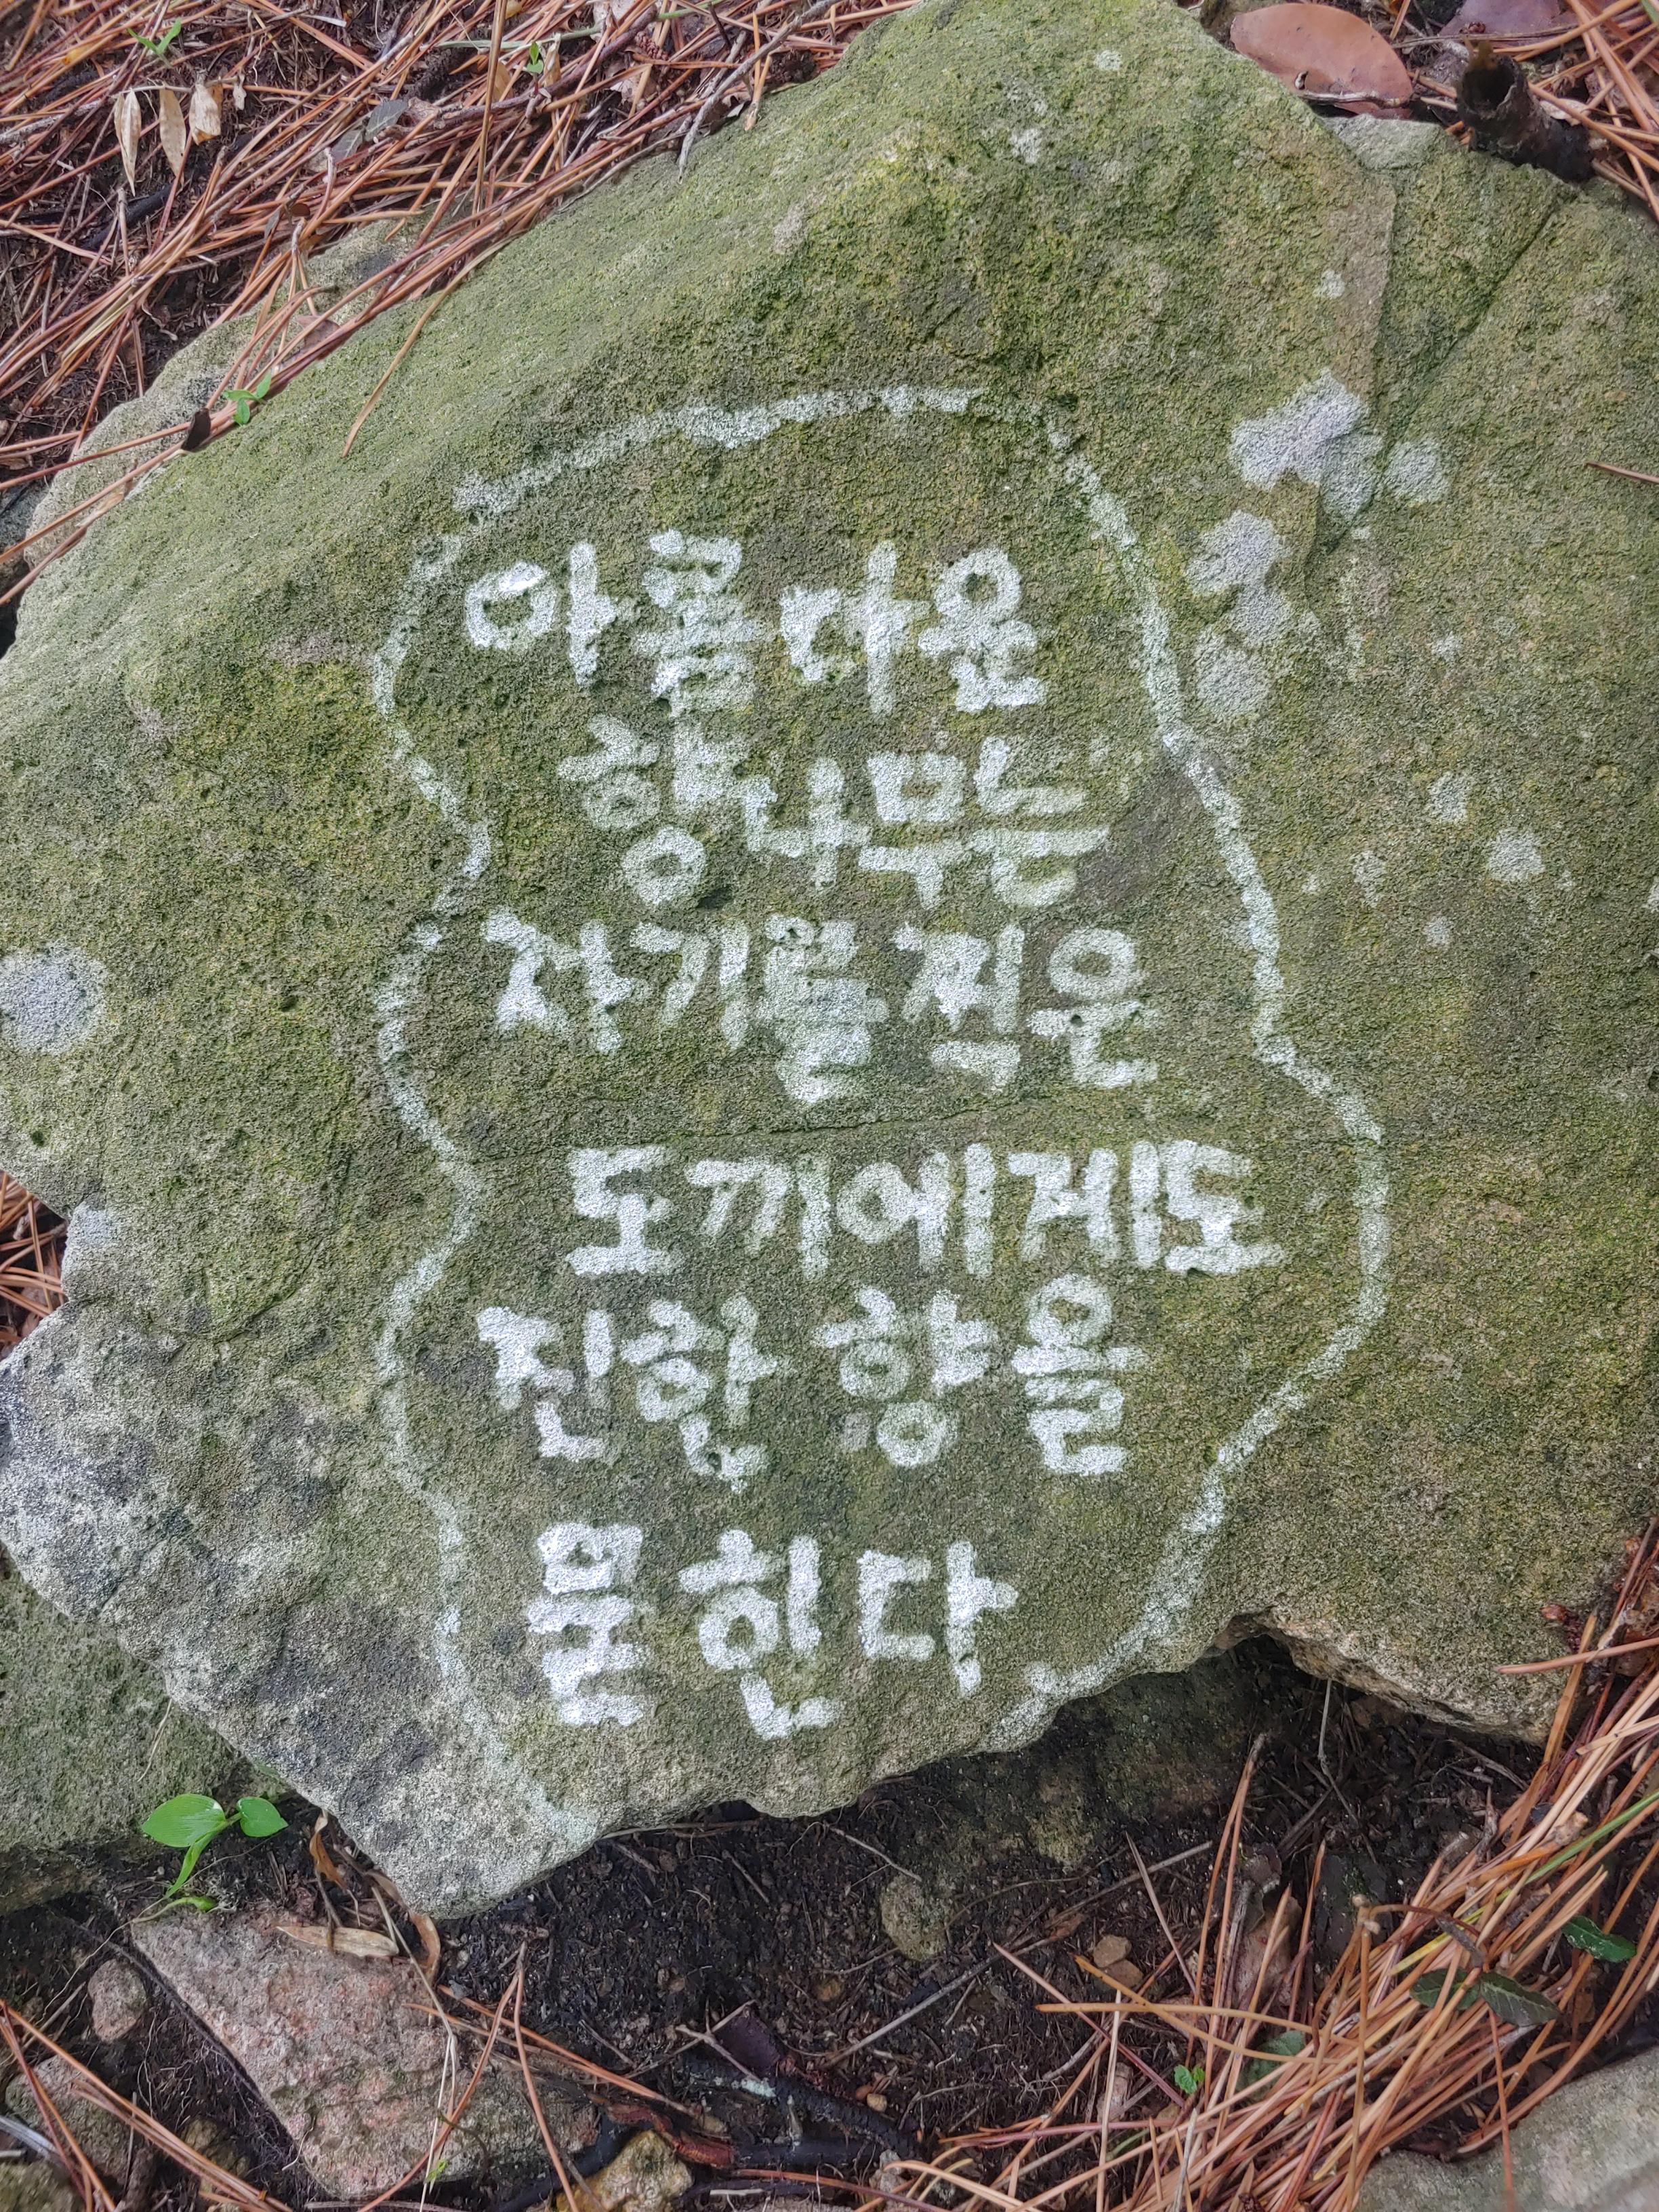 아름다운
향나무는
자기를 찍은
도끼에게도
진한 향을
묻힌다